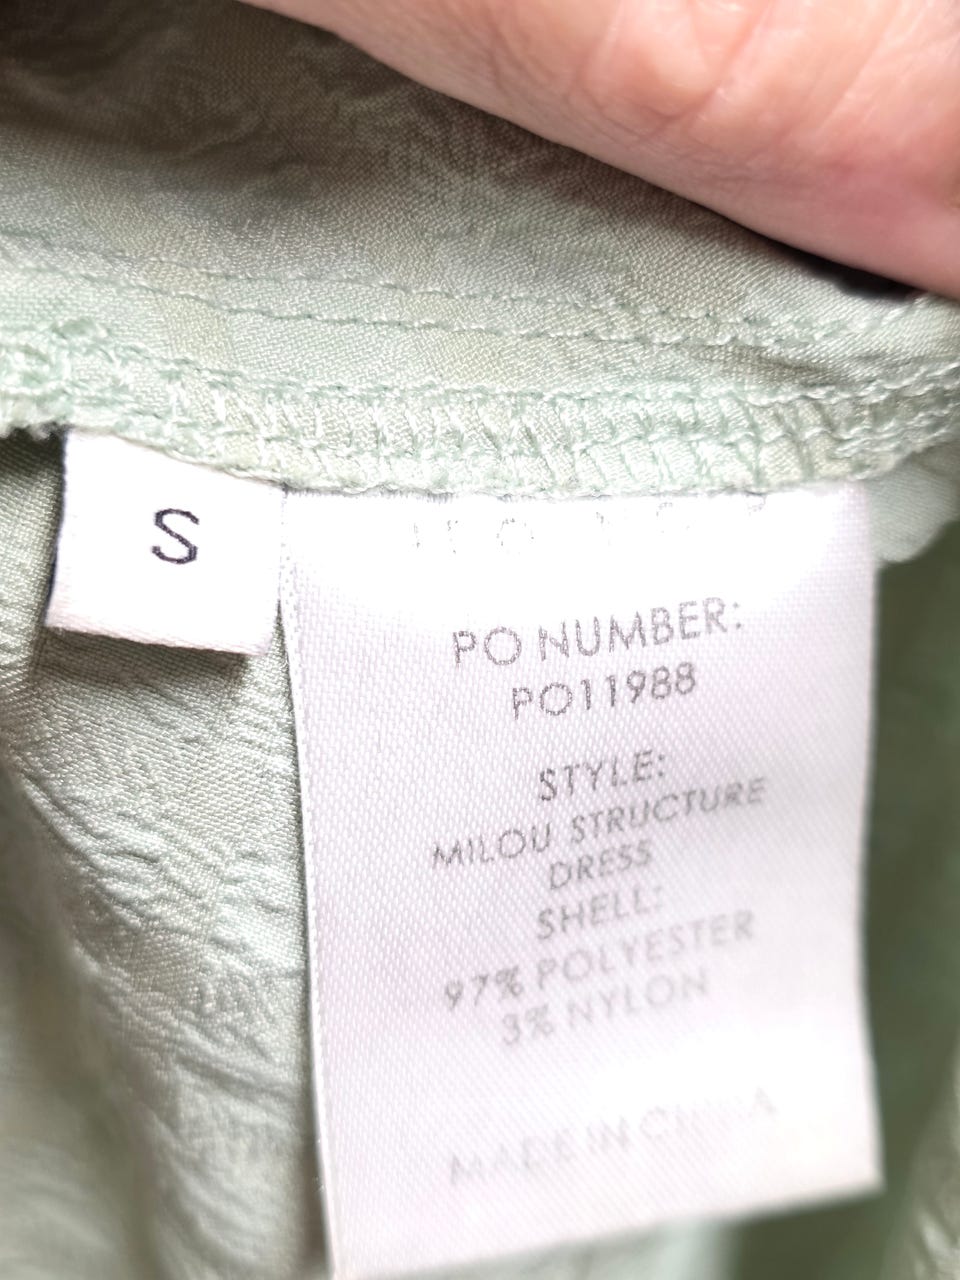 S
PO NUMBER:
PO11988
STYLE:
MILOU STRUCTURE
DRESS
SHELL:
97% POLYESTER
3% NYLON
MADE IN CHINA